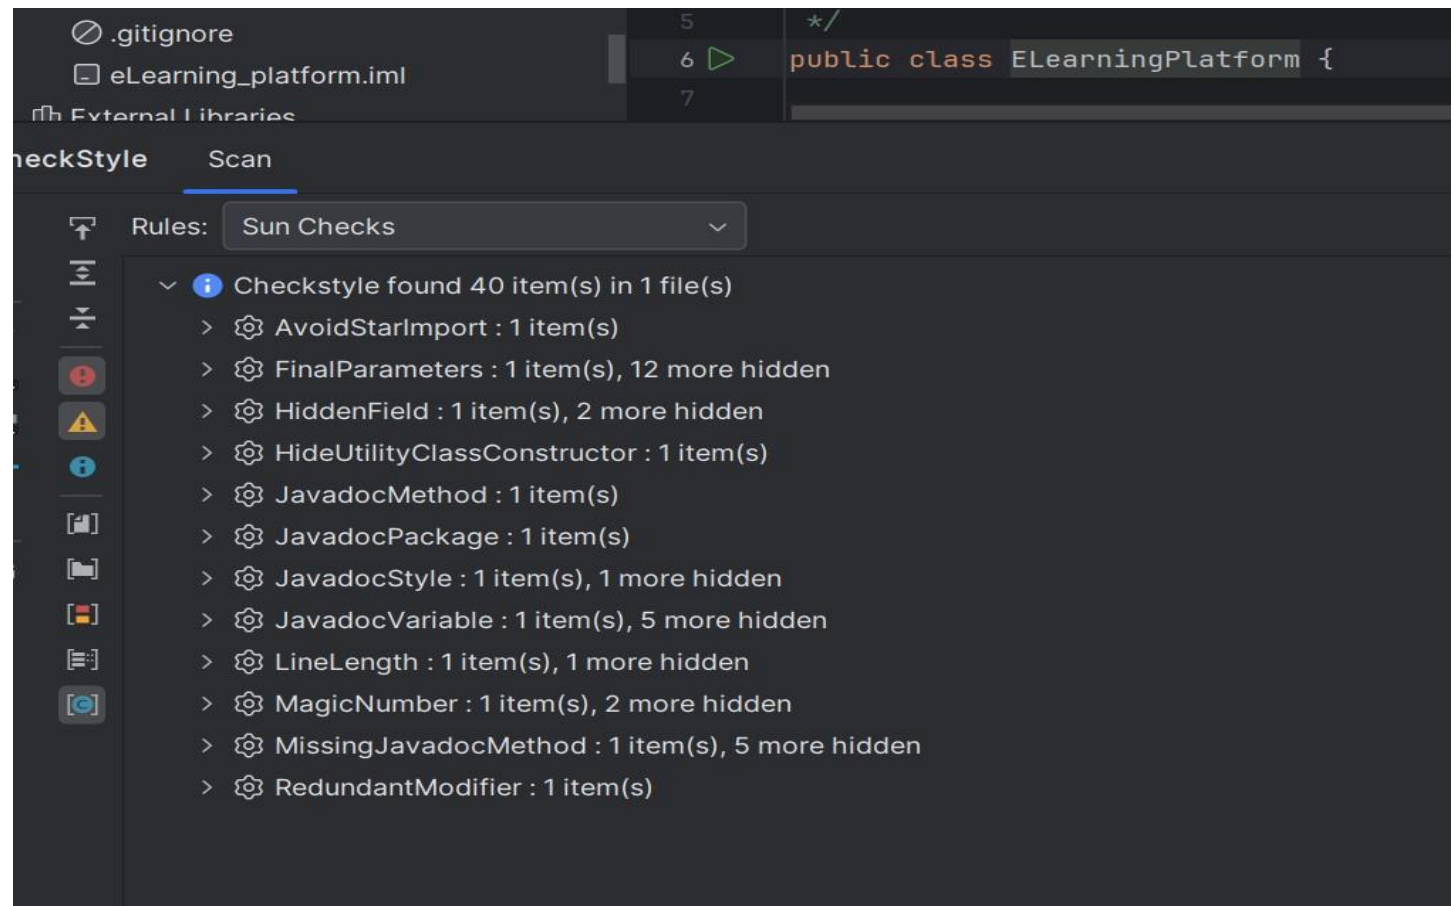 .gitignore
eLearning_platform.iml
External Libraries
5 */
6 public class ELearningPlatform {
7
heckStyle Scan
Rules: Sun Checks
Checkstyle found 40 item(s) in 1 file(s)
AvoidStarImport : 1 item(s)
FinalParameters : 1 item(s), 12 more hidden
HiddenField : 1 item(s), 2 more hidden
HideUtilityClassConstructor : 1 item(s)
JavadocMethod : 1 item(s)
JavadocPackage : 1 item(s)
JavadocStyle : 1 item(s), 1 more hidden
JavadocVariable : 1 item(s), 5 more hidden
LineLength : 1 item(s), 1 more hidden
MagicNumber : 1 item(s), 2 more hidden
MissingJavadocMethod : 1 item(s), 5 more hidden
RedundantModifier : 1 item(s)